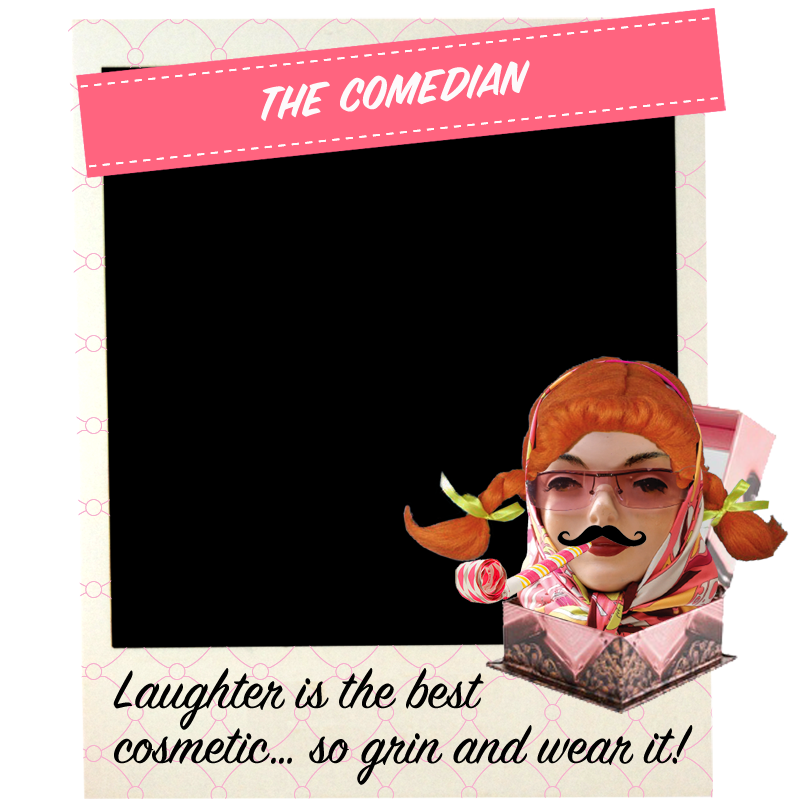 THE COMEDIAN
Laughter is the best
cosmetic... so grin and wear it!